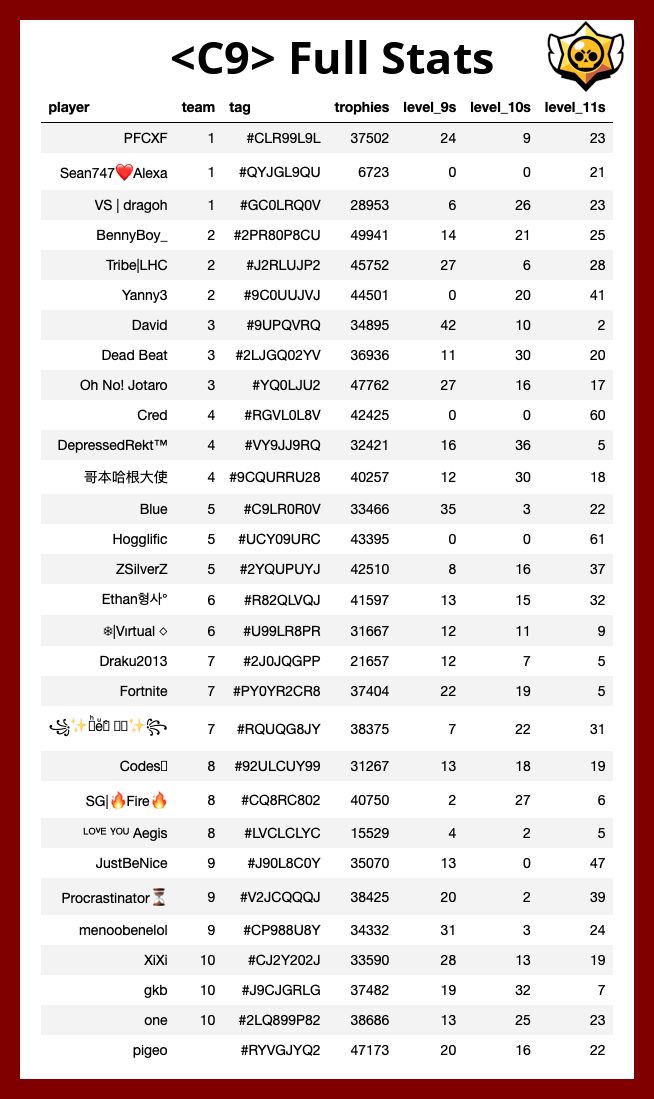 <C9> Full Stats
player team tag trophies level_9s level_10s level_11s
PFCXF 1 #CLR99L9L 37502 24 9 23
Sean747❤️Alexa 1 #QYJGL9QU 6723 0 0 21
VS | dragoh 1 #GC0LRQ0V 28953 6 26 23
BennyBoy_ 2 #2PR80P8CU 49941 14 21 25
Tribe|LHC 2 #J2RLUJP2 45752 27 6 28
Yanny3 2 #9C0UUJVJ 44501 0 20 41
David 3 #9UPQVRQ 34895 42 10 2
Dead Beat 3 #2LJGQ02YV 36936 11 30 20
Oh No! Jotaro 3 #YQ0LJU2 47762 27 16 17
Cred 4 #RGVL0L8V 42425 0 0 60
DepressedRekt™ 4 #VY9JJ9RQ 32421 16 36 5
哥本哈根大使 4 #9CQURRU28 40257 12 30 18
Blue 5 #C9LR0R0V 33466 35 3 22
Hogglific 5 #UCY09URC 43395 0 0 61
ZSilverZ 5 #2YQUPUYJ 42510 8 16 37
Ethan형사° 6 #R82QLVQJ 41597 13 15 32
❄|Vırtual ◇ 6 #U99LR8PR 31667 12 11 9
Draku2013 7 #2J0JQGPP 21657 12 7 5
Fortnite 7 #PY0YR2CR8 37404 22 19 5
7 #RQUQG8JY 38375 7 22 31
Codes 8 #92ULCUY99 31267 13 18 19
SG|🔥Fire🔥 8 #CQ8RC802 40750 2 27 6
ᴸᴼⱽᴱ ᵞᴼᵁ Aegis 8 #LVCLCLYC 15529 4 2 5
JustBeNice 9 #J90L8C0Y 35070 13 0 47
Procrastinator⏳ 9 #V2JCQQQJ 38425 20 2 39
menoobenelol 9 #CP988U8Y 34332 31 3 24
XiXi 10 #CJ2Y202J 33590 28 13 19
gkb 10 #J9CJGRLG 37482 19 32 7
one 10 #2LQ899P82 38686 13 25 23
pigeo #RYVGJYQ2 47173 20 16 22